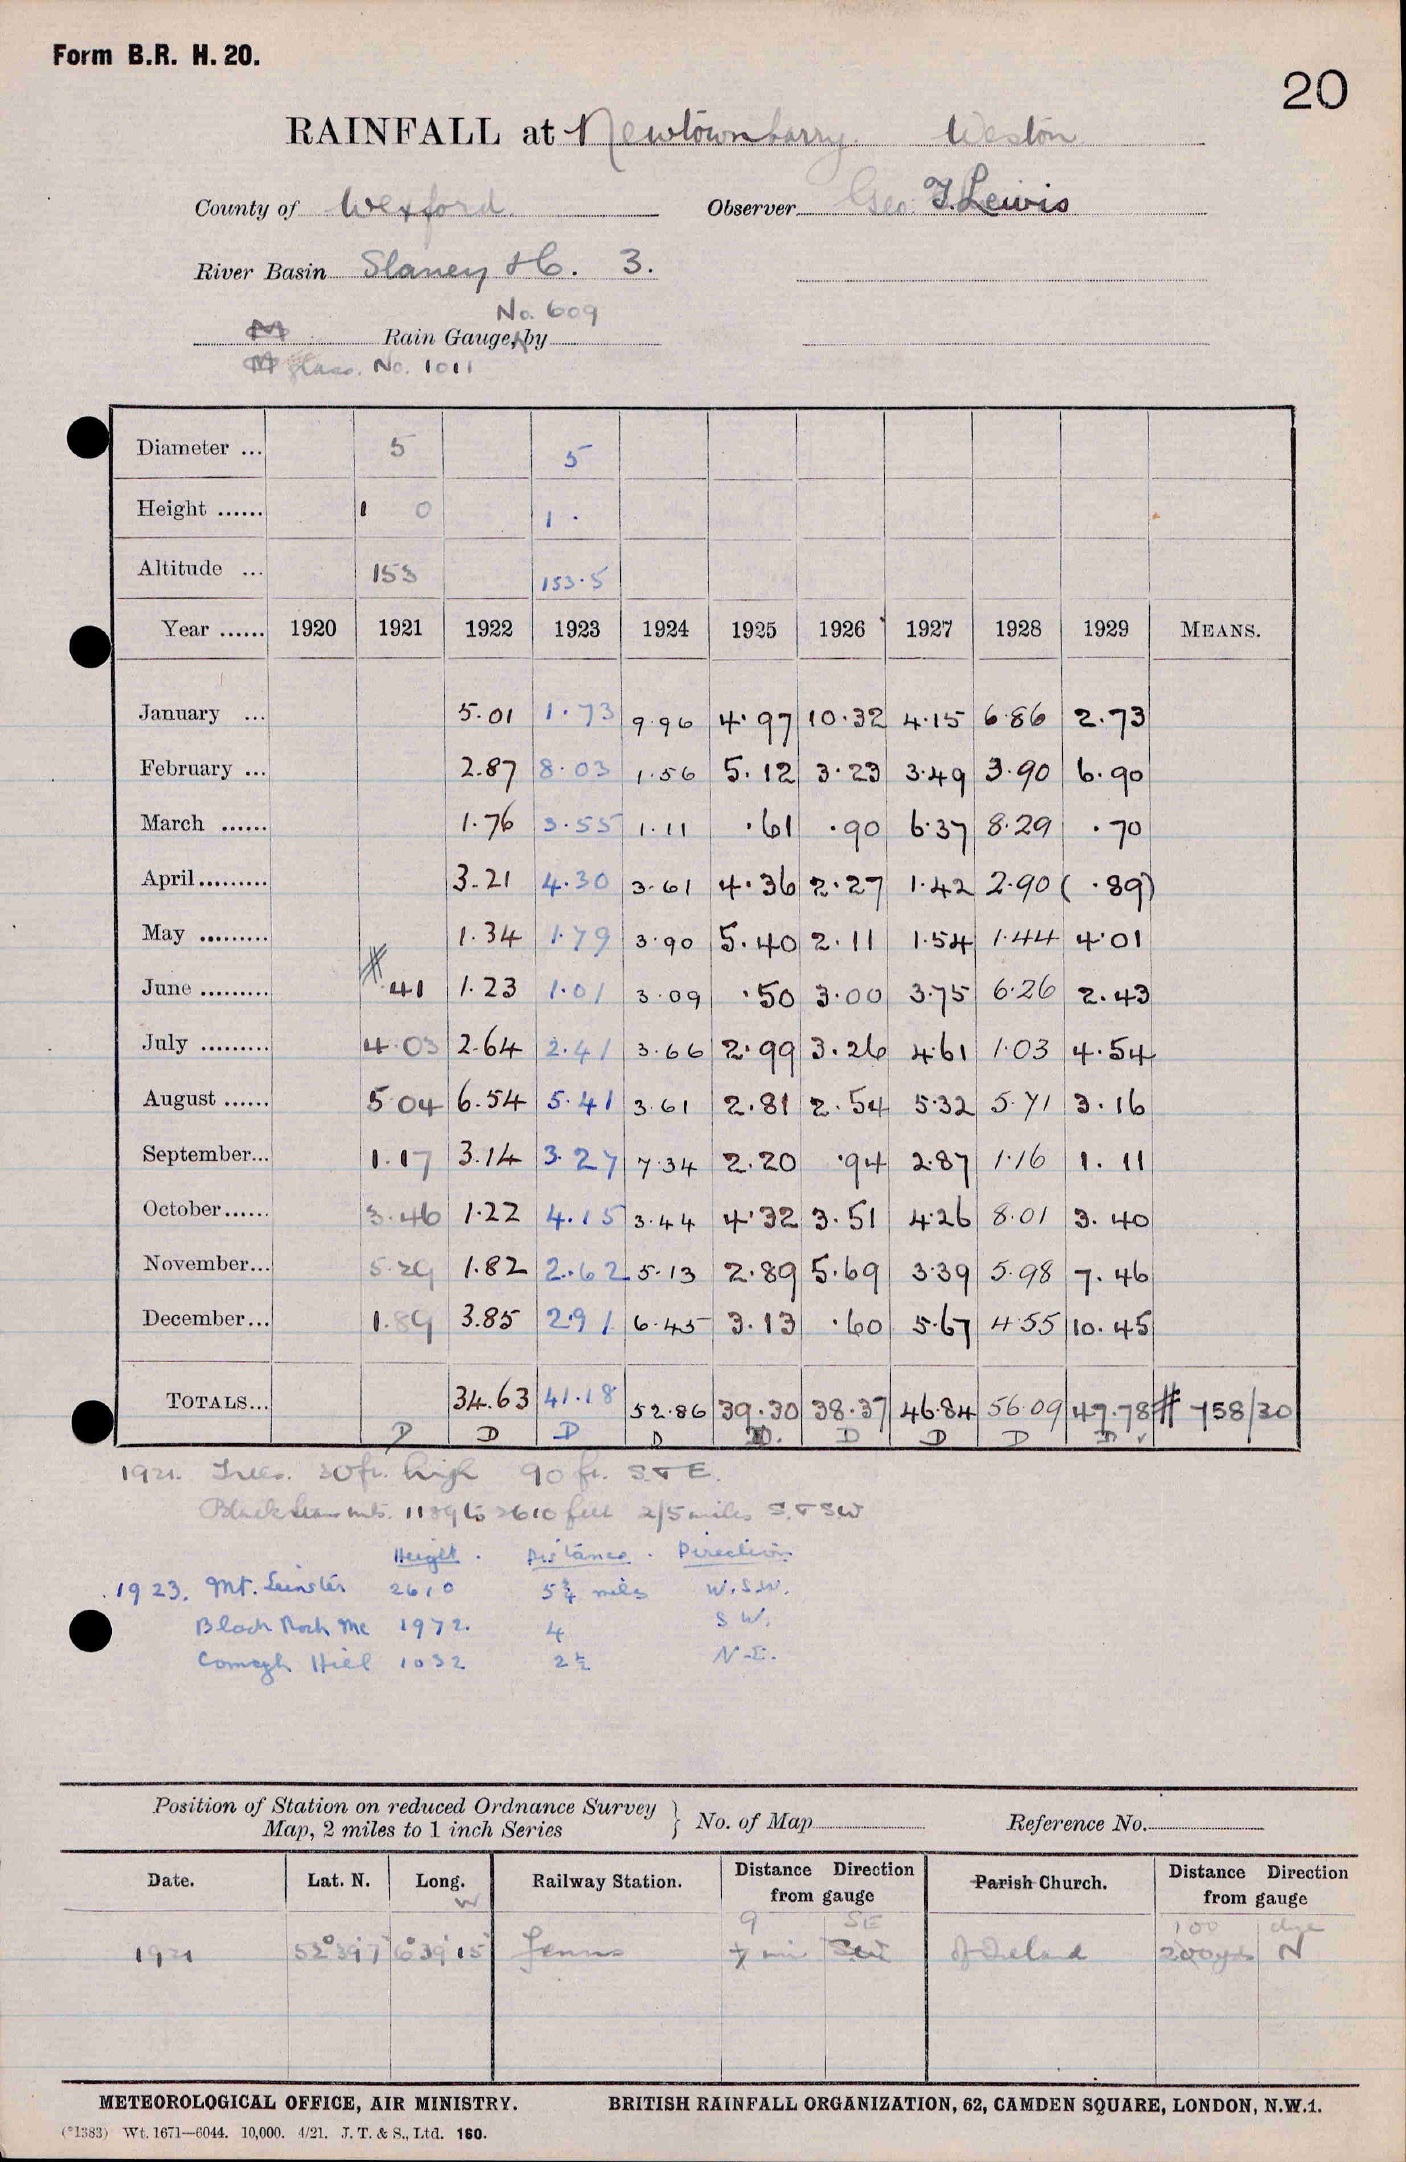 Form B.R. H. 20.
20
RAINFALL at Newtownbarry. Weston
County of Wexford. Observer Geo. T. Lewis
River Basin Slaney &c. 3.
No. 609
M Rain Gauge, by
M glass. No. 1011
Diameter ... 5 5
Height ...... 1 0 1 .
Altitude ... 153 153.5
Year ...... 1920 1921 1922 1923 1924 1925 1926 1927 1928 1929 MEANS.
January ... 5.01 1.73 9.96 4.97 10.32 4.15 6.86 2.73
February ... 2.87 8.03 1.56 5.12 3.23 3.49 3.90 6.90
March ...... 1.76 3.55 1.11 .61 .90 6.37 8.29 .70
April......... 3.21 4.30 3.61 4.36 2.27 1.42 2.90 ( .89)
May ......... 1.34 1.79 3.90 5.40 2.11 1.54 1.44 4.01
June ......... # .41 1.23 1.01 3.09 .50 3.00 3.75 6.26 2.43
July ......... 4.03 2.64 2.41 3.66 2.99 3.26 4.61 1.03 4.54
August ...... 5.04 6.54 5.41 3.61 2.81 2.54 5.32 5.71 3.16
September... 1.17 3.14 3.27 7.34 2.20 .94 2.87 1.16 1.11
October...... 3.46 1.22 4.15 3.44 4.32 3.51 4.26 8.01 3.40
November... 5.29 1.82 2.62 5.13 2.89 5.69 3.39 5.98 7.46
December... 1.89 3.85 2.91 6.45 3.13 .60 5.67 4.55 10.45
TOTALS... 34.63 41.18 52.86 39.30 38.37 46.84 56.09 47.78 # 758/30
D D D D D. D D D D ✓
1921. Trees. 30 ft. high 90 ft. S & E.
mts. 1189 to 2610 feet 2/5 miles S. & SW
Height. Distance. Direction
1923. Mt. Leinster 2610 5¾ miles W.S.W.
Black Rock Mt 1972. 4 S W.
Hill 1032 2½ N.E.
Position of Station on reduced Ordnance Survey
Map, 2 miles to 1 inch Series } No. of Map Reference No.
Date. Lat. N. Long. W Railway Station. Distance Direction from gauge Parish Church. Distance Direction from gauge
9 SE 100 dye
1921 52°39'7 6°39'15 Ferns 7 mi SW of Ireland 200 yds N
METEOROLOGICAL OFFICE, AIR MINISTRY. BRITISH RAINFALL ORGANIZATION, 62, CAMDEN SQUARE, LONDON, N.W.1.
(*1383) Wt. 1671—6044. 10,000. 4/21. J. T. & S., Ltd. 160.